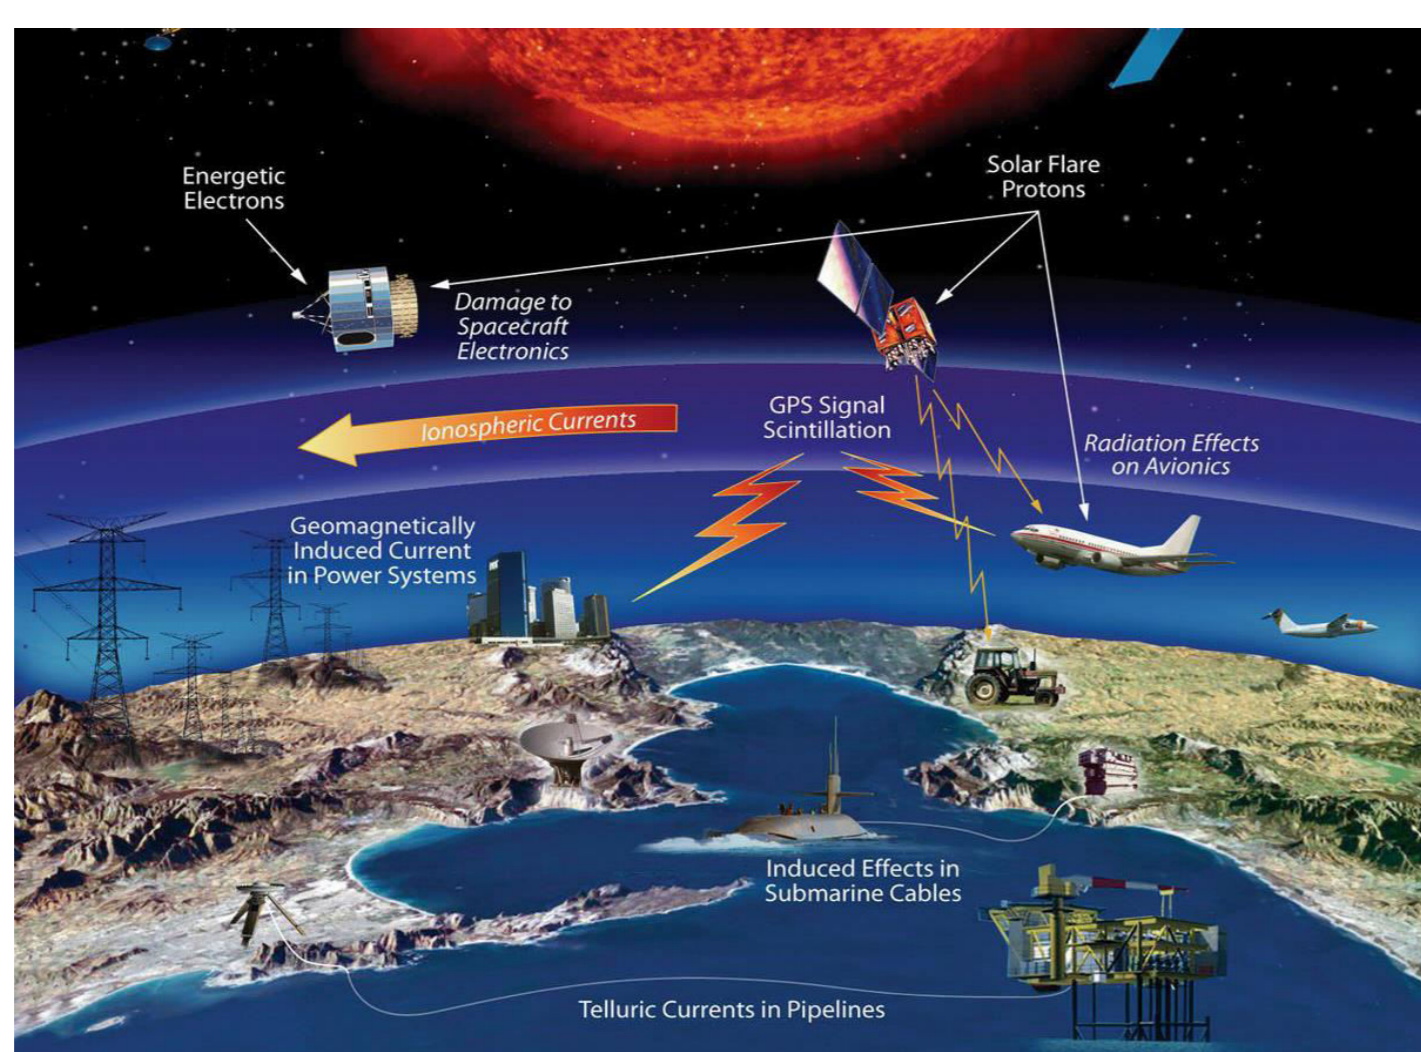 Energetic
Electrons
Solar Flare
Protons
Damage to
Spacecraft
Electronics
Ionospheric Currents
GPS Signal
Scintillation
Radiation Effects
on Avionics
Geomagnetically
Induced Current
in Power Systems
Induced Effects in
Submarine Cables
Telluric Currents in Pipelines